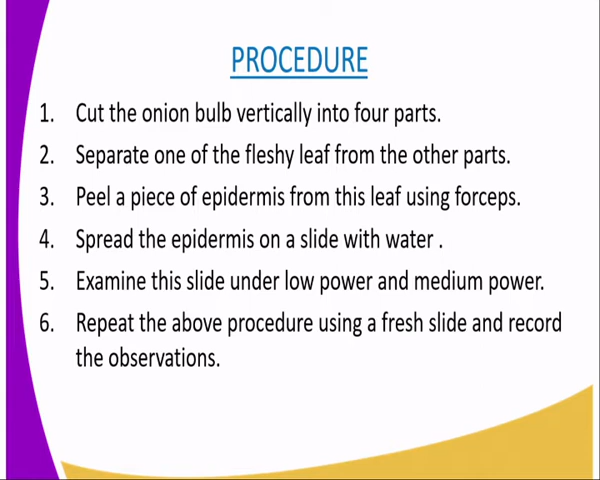 PROCEDURE
1. Cut the onion bulb vertically into four parts.
2. Separate one of the fleshy leaf from the other parts.
3. Peel a piece of epidermis from this leaf using forceps.
4. Spread the epidermis on a slide with water .
5. Examine this slide under low power and medium power.
6. Repeat the above procedure using a fresh slide and record
the observations.